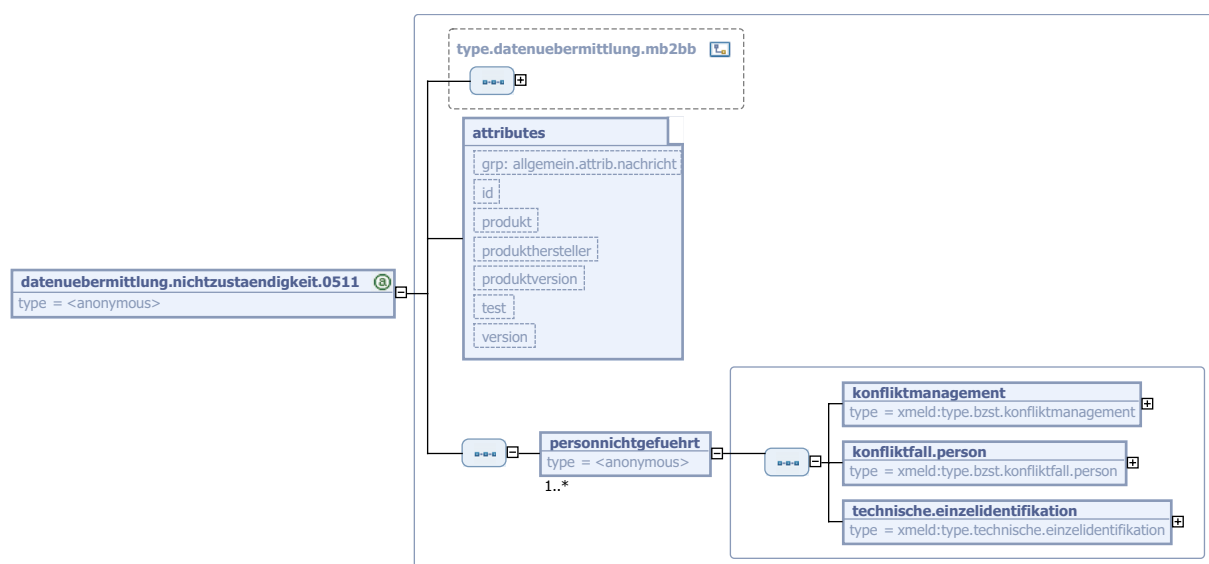 type.datenuebermittlung.mb2bb
attributes
grp: allgemein.attrib.nachricht
id
produkt
produkthersteller
produktversion
test
version
datenuebermittlung.nichtzustaendigkeit.0511 a
type = <anonymous>
personnichtgefuehrt
type = <anonymous>
1..*
konfliktmanagement
type = xmeld:type.bzst.konfliktmanagement
konfliktfall.person
type = xmeld:type.bzst.konfliktfall.person
technische.einzelidentifikation
type = xmeld:type.technische.einzelidentifikation